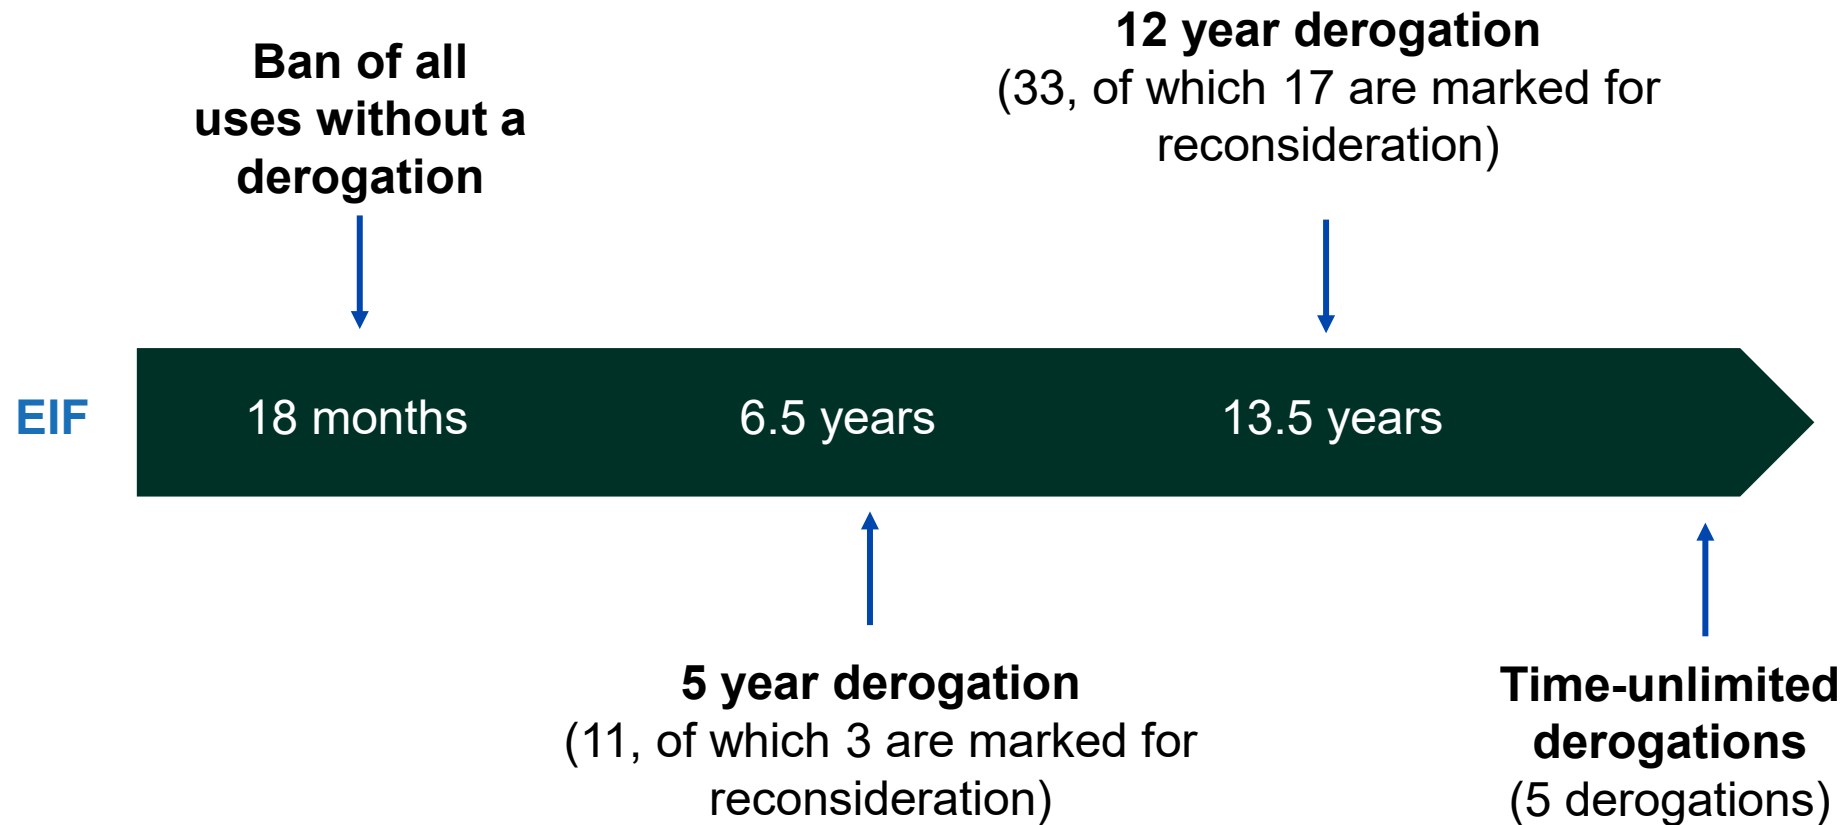 Ban of all
uses without a
derogation
12 year derogation
(33, of which 17 are marked for
reconsideration)
EIF
18 months
6.5 years
13.5 years
5 year derogation
(11, of which 3 are marked for
reconsideration)
Time-unlimited
derogations
(5 derogations)